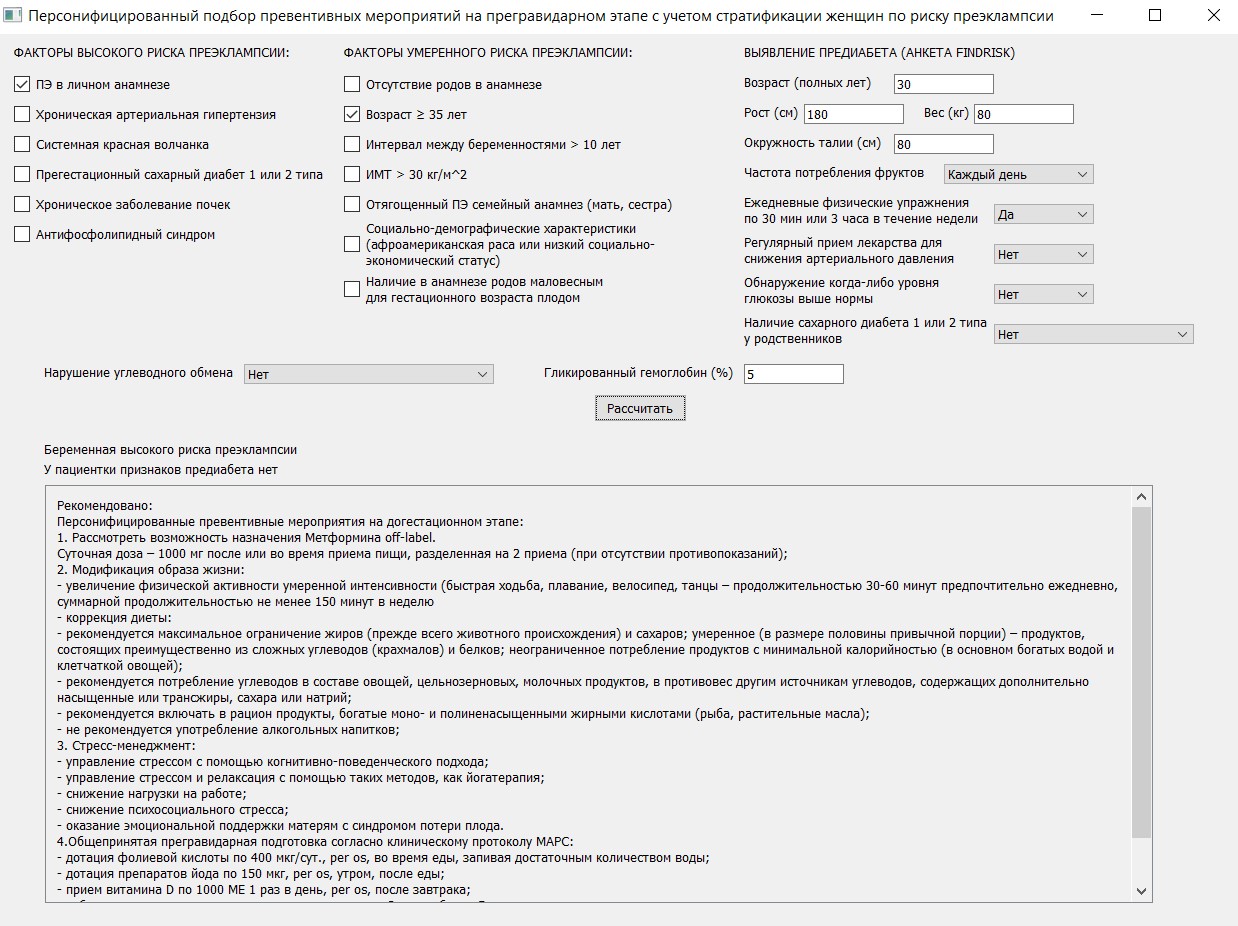 Персонифицированный подбор превентивных мероприятий на прегравидарном этапе с учетом стратификации женщин по риску преэклампсии
ФАКТОРЫ ВЫСОКОГО РИСКА ПРЕЭКЛАМПСИИ:
ПЭ в личном анамнезе
Хроническая артериальная гипертензия
Системная красная волчанка
Прегестационный сахарный диабет 1 или 2 типа
Хроническое заболевание почек
Антифосфолипидный синдром
ФАКТОРЫ УМЕРЕННОГО РИСКА ПРЕЭКЛАМПСИИ:
Отсутствие родов в анамнезе
Возраст ≥ 35 лет
Интервал между беременностями > 10 лет
ИМТ > 30 кг/м^2
Отягощенный ПЭ семейный анамнез (мать, сестра)
Социально-демографические характеристики
(афроамериканская раса или низкий социально-
экономический статус)
Наличие в анамнезе родов маловесным
для гестационного возраста плодом
ВЫЯВЛЕНИЕ ПРЕДИАБЕТА (АНКЕТА FINDRISK)
Возраст (полных лет) 30
Рост (см) 180 Вес (кг) 80
Окружность талии (см) 80
Частота потребления фруктов Каждый день
Ежедневные физические упражнения
по 30 мин или 3 часа в течение недели Да
Регулярный прием лекарства для
снижения артериального давления Нет
Обнаружение когда-либо уровня
глюкозы выше нормы Нет
Наличие сахарного диабета 1 или 2 типа
у родственников Нет
Нарушение углеводного обмена Нет Гликированный гемоглобин (%) 5
Рассчитать
Беременная высокого риска преэклампсии
У пациентки признаков предиабета нет
Рекомендовано:
Персонифицированные превентивные мероприятия на догестационном этапе:
1. Рассмотреть возможность назначения Метформина off-label.
Суточная доза – 1000 мг после или во время приема пищи, разделенная на 2 приема (при отсутствии противопоказаний);
2. Модификация образа жизни:
- увеличение физической активности умеренной интенсивности (быстрая ходьба, плавание, велосипед, танцы – продолжительностью 30-60 минут предпочтительно ежедневно,
суммарной продолжительностью не менее 150 минут в неделю
- коррекция диеты:
- рекомендуется максимальное ограничение жиров (прежде всего животного происхождения) и сахаров; умеренное (в размере половины привычной порции) – продуктов,
состоящих преимущественно из сложных углеводов (крахмалов) и белков; неограниченное потребление продуктов с минимальной калорийностью (в основном богатых водой и
клетчаткой овощей);
- рекомендуется потребление углеводов в составе овощей, цельнозерновых, молочных продуктов, в противовес другим источникам углеводов, содержащих дополнительно
насыщенные или трансжиры, сахара или натрий;
- рекомендуется включать в рацион продукты, богатые моно- и полиненасыщенными жирными кислотами (рыба, растительные масла);
- не рекомендуется употребление алкогольных напитков;
3. Стресс-менеджмент:
- управление стрессом с помощью когнитивно-поведенческого подхода;
- управление стрессом и релаксация с помощью таких методов, как йогатерапия;
- снижение нагрузки на работе;
- снижение психосоциального стресса;
- оказание эмоциональной поддержки матерям с синдромом потери плода.
4.Общепринятая прегравидарная подготовка согласно клиническому протоколу МАРС:
- дотация фолиевой кислоты по 400 мкг/сут., per os, во время еды, запивая достаточным количеством воды;
- дотация препаратов йода по 150 мкг, per os, утром, после еды;
- прием витамина D по 1000 МЕ 1 раз в день, per os, после завтрака;